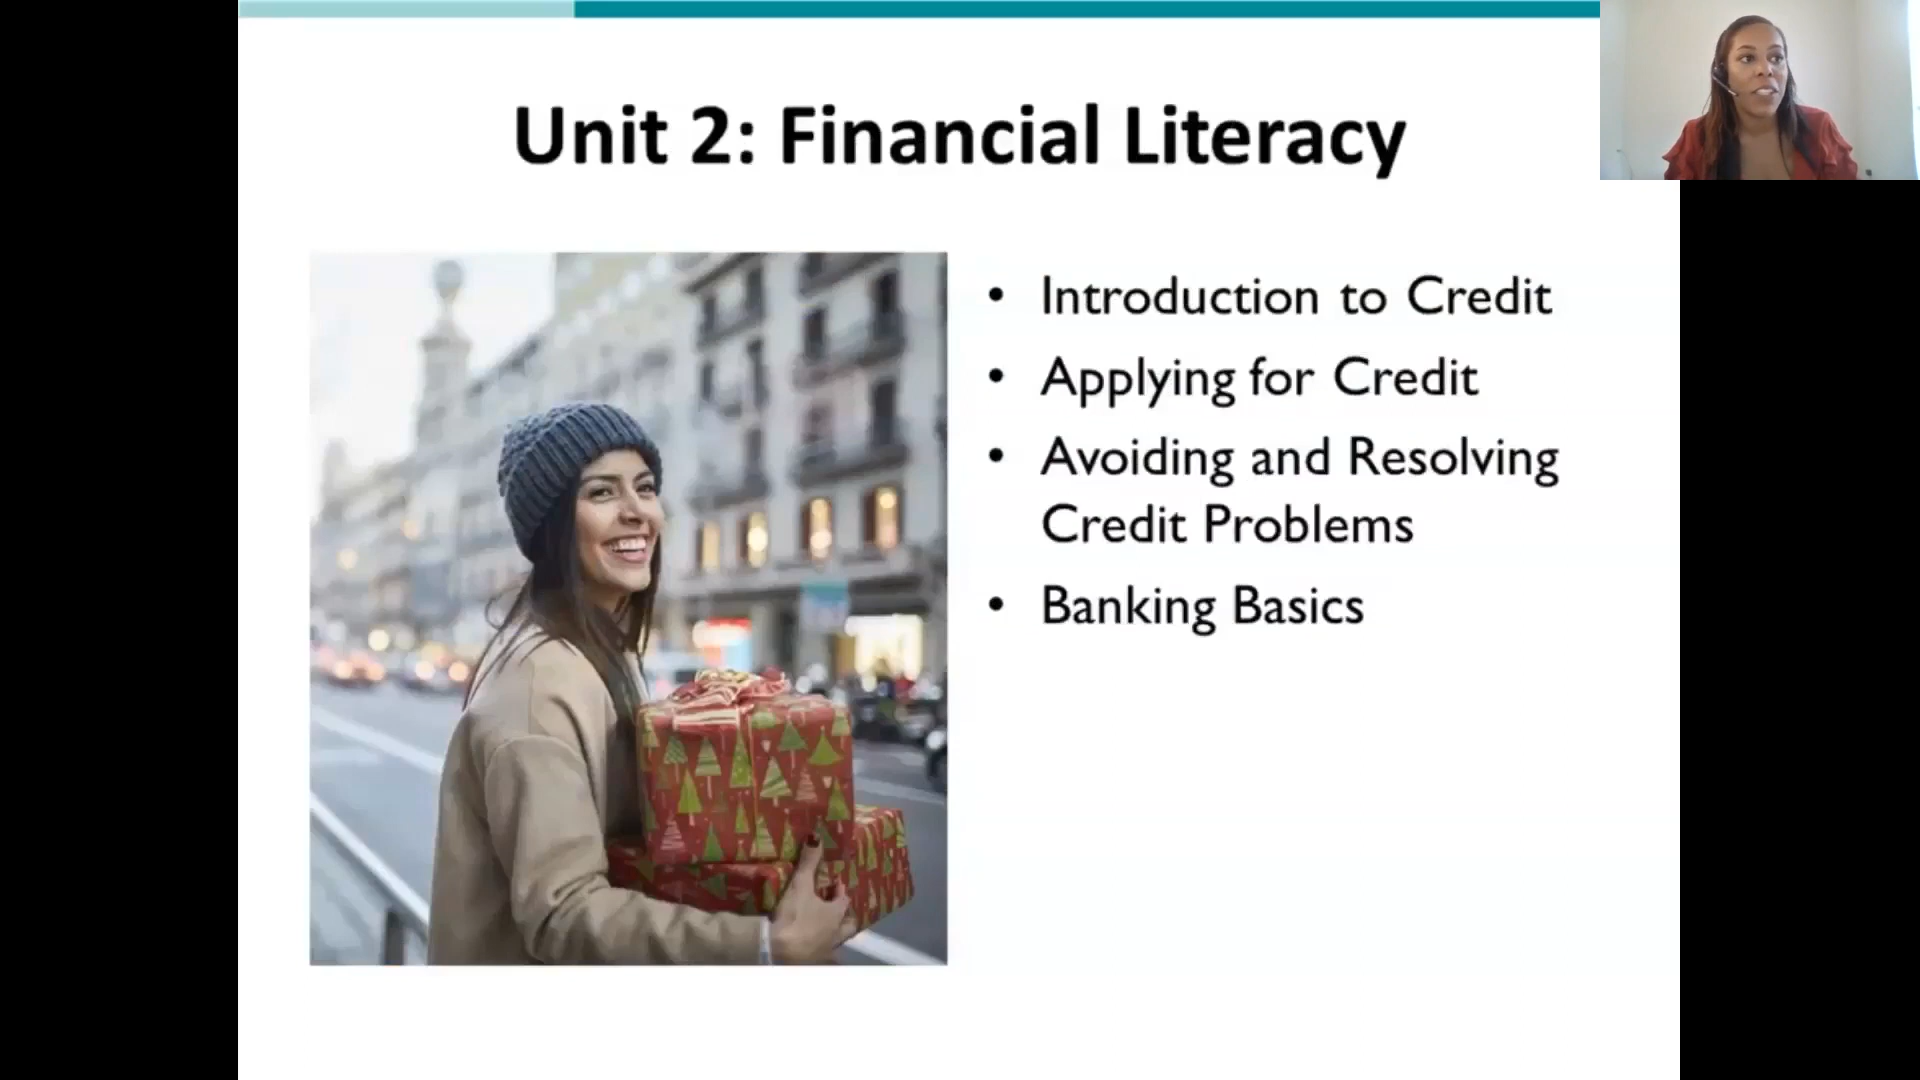 Unit 2: Financial Literacy
• Introduction to Credit
• Applying for Credit
• Avoiding and Resolving
Credit Problems
• Banking Basics